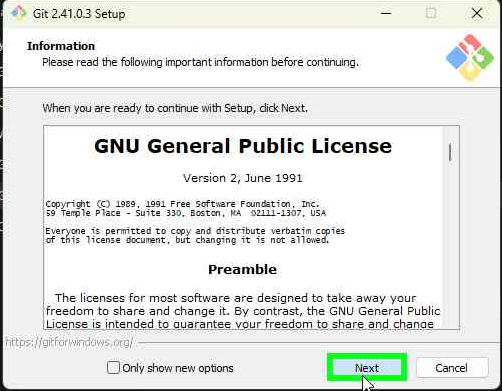 Git 2.41.0.3 Setup
Information
Please read the following important information before continuing.
When you are ready to continue with Setup, click Next.
GNU General Public License
Version 2, June 1991
Copyright (C) 1989, 1991 Free Software Foundation, Inc.
59 Temple Place - Suite 330, Boston, MA  02111-1307, USA
Everyone is permitted to copy and distribute verbatim copies
of this license document, but changing it is not allowed.
Preamble
The licenses for most software are designed to take away your
freedom to share and change it. By contrast, the GNU General Public
License is intended to guarantee your freedom to share and change
https://gitforwindows.org/
Only show new options
Next
Cancel